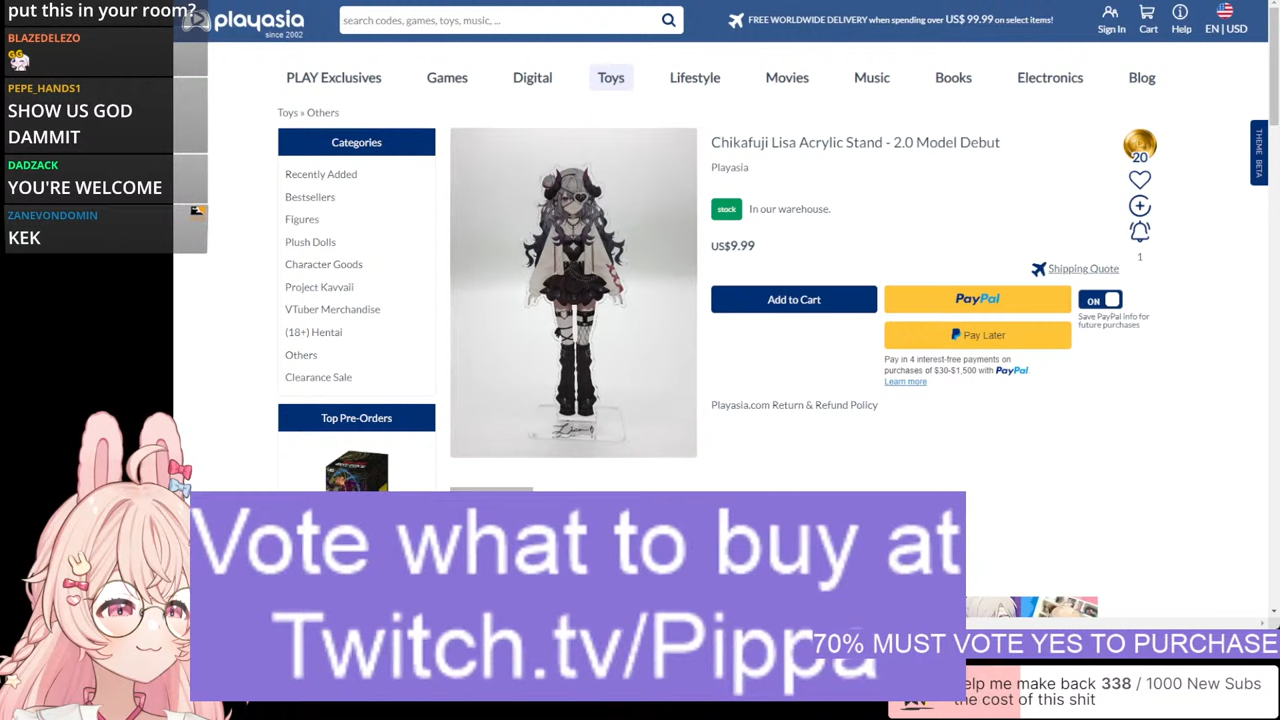 put this in your room?
BLAZEDELEZO
GG
PEPE_HANDS1
SHOW US GOD
DAMMIT
DADZACK
YOU'RE WELCOME
ZANEVONDOMIN
KEK
playasia
since 2002
search codes, games, toys, music, ...
FREE WORLDWIDE DELIVERY when spending over US$ 99.99 on select items!
Sign In
Cart
Help
EN | USD
PLAY Exclusives
Games
Digital
Toys
Lifestyle
Movies
Music
Books
Electronics
Blog
Toys » Others
Categories
Recently Added
Bestsellers
Figures
Plush Dolls
Character Goods
Project Kavvaii
VTuber Merchandise
(18+) Hentai
Others
Clearance Sale
Top Pre-Orders
Chikafuji Lisa Acrylic Stand - 2.0 Model Debut
Playasia
stock
In our warehouse.
US$9.99
20
1
THEME BETA
Shipping Quote
Add to Cart
PayPal
ON
Save PayPal info for
future purchases
Pay Later
Pay in 4 interest-free payments on
purchases of $30-$1,500 with PayPal.
Learn more
Playasia.com Return & Refund Policy
Vote what to buy at
Twitch.tv/Pippa
70% MUST VOTE YES TO PURCHASE
elp me make back 338 / 1000 New Subs
the cost of this shit